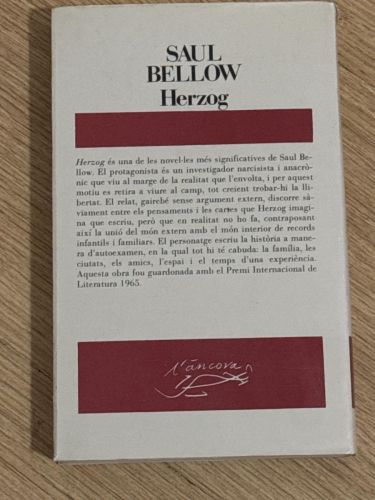 SAUL
BELLOW
Herzog
Herzog és una de les novel·les més significatives de Saul Be-
llow. El protagonista és un investigador narcisista i anacrò-
nic que viu al marge de la realitat que l'envolta, i per aquest
motiu es retira a viure al camp, tot creient trobar-hi la lli-
bertat. El relat, gairebé sense argument extern, discorre sà-
viament entre els pensaments i les cartes que Herzog imagi-
na que escriu, però que en realitat no ho fa, contraposant
així la unió del món extern amb el món interior de records
infantils i familiars. El personatge escriu la història a mane-
ra d'autoexamen, en la qual tot hi té cabuda: la família, les
ciutats, els amics, l'espai i el temps d'una experiència.
Aquesta obra fou guardonada amb el Premi Internacional de
Literatura 1965.
l'àncora